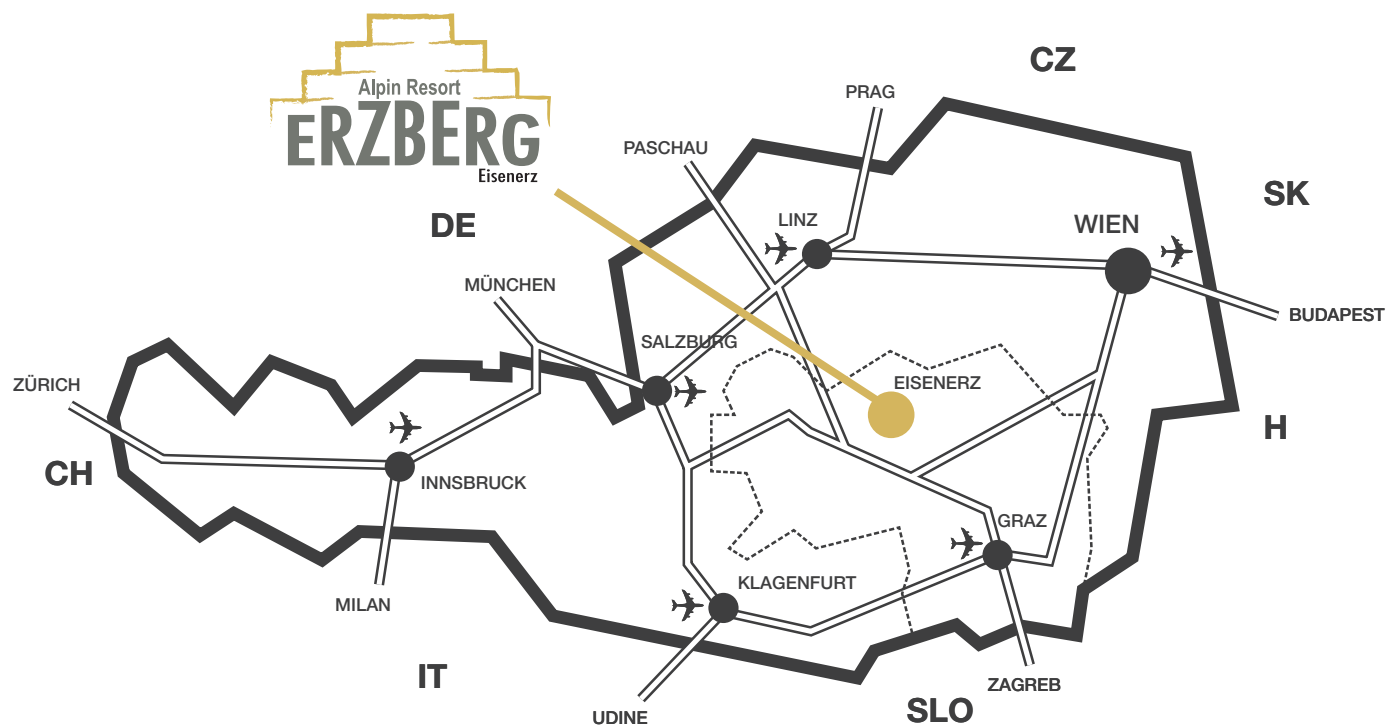 Alpin Resort
ERZBERG
Eisenerz
CZ
PRAG
PASCHAU
SK
DE
LINZ
WIEN
MÜNCHEN
BUDAPEST
SALZBURG
ZÜRICH
EISENERZ
H
CH
INNSBRUCK
GRAZ
KLAGENFURT
MILAN
IT
ZAGREB
UDINE
SLO